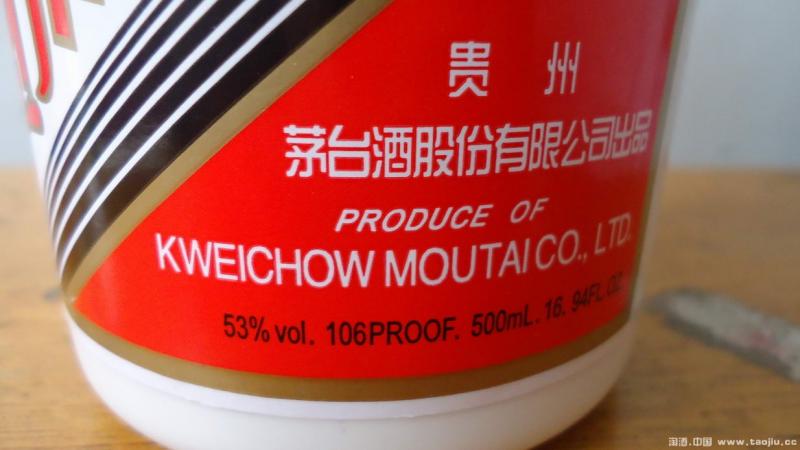 贵 州
茅台酒股份有限公司出品
PRODUCE OF
KWEICHOW MOUTAI CO., LTD.
53% vol. 106PROOF. 500mL. 16. 94FL.OZ
淘酒.中国 www.taojiu.cc